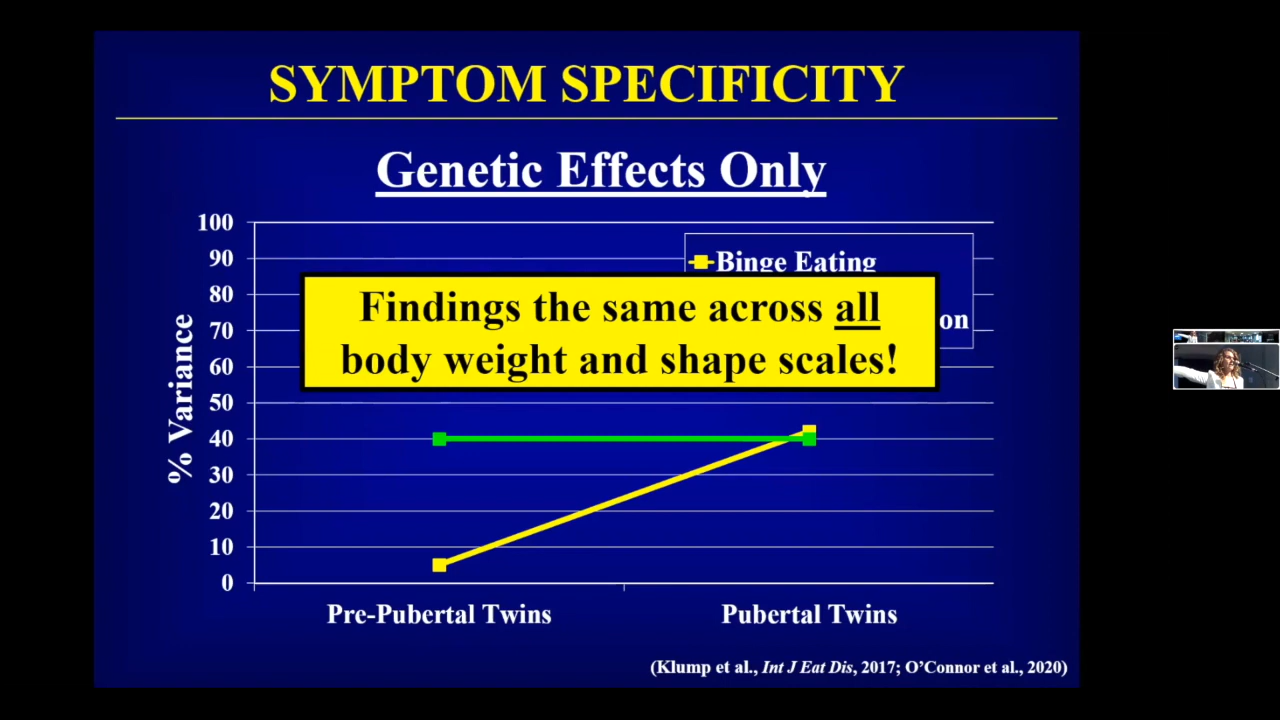 SYMPTOM SPECIFICITY
Genetic Effects Only
100
90
80
70
60
50
40
30
20
10
0
% Variance
Binge Eating
on
Findings the same across all
body weight and shape scales!
Pre-Pubertal Twins
Pubertal Twins
(Klump et al., Int J Eat Dis, 2017; O'Connor et al., 2020)